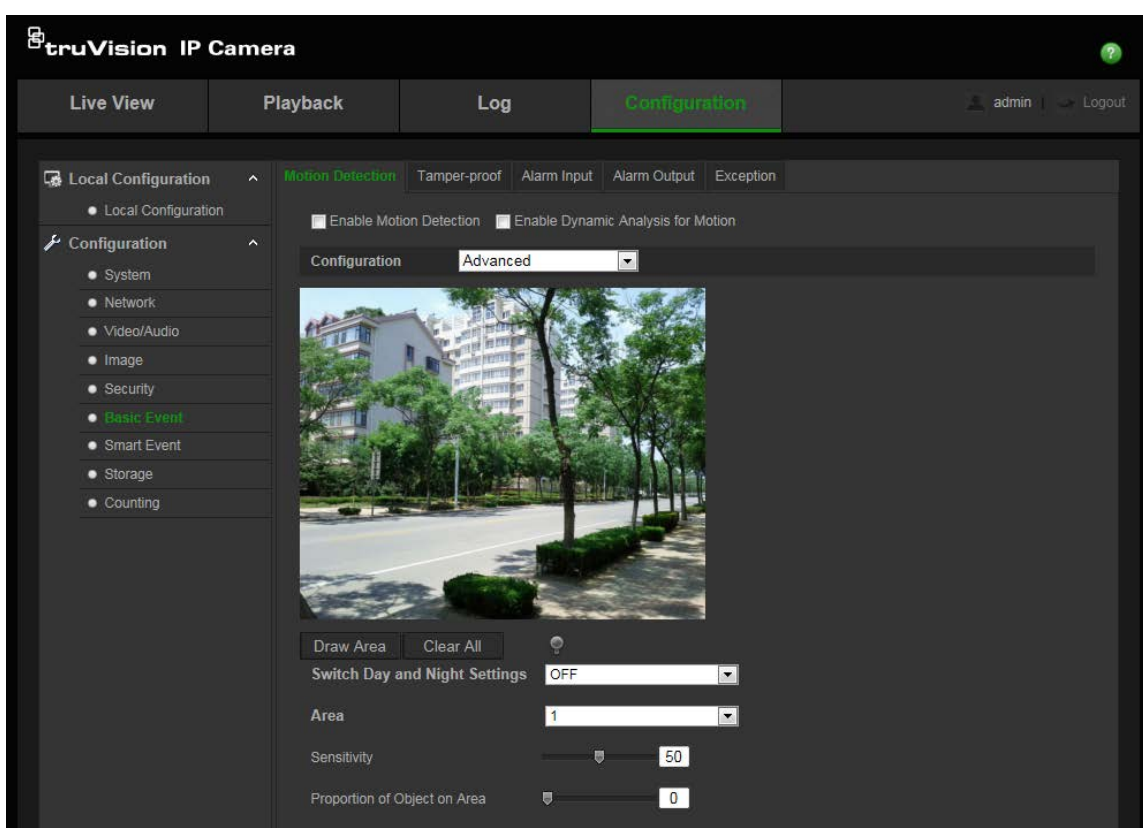 truVision IP Camera
?
Live View Playback Log Configuration admin | Logout
Local Configuration
Local Configuration
Configuration
System
Network
Video/Audio
Image
Security
Basic Event
Smart Event
Storage
Counting
Motion Detection Tamper-proof Alarm Input Alarm Output Exception
Enable Motion Detection Enable Dynamic Analysis for Motion
Configuration Advanced
Draw Area Clear All
Switch Day and Night Settings OFF
Area 1
Sensitivity 50
Proportion of Object on Area 0